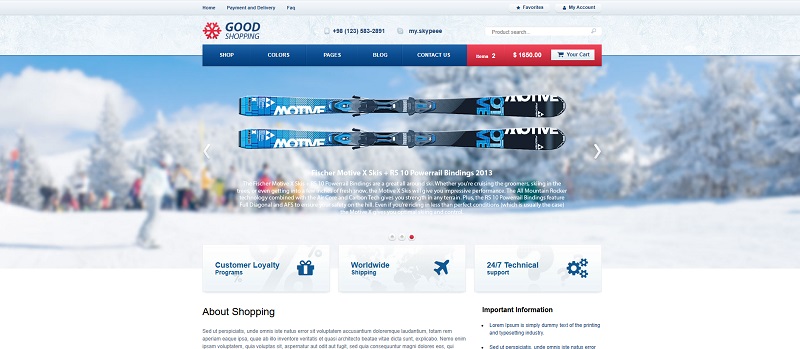 Home Payment and Delivery Faq
Favorites My Account
GOOD
SHOPPING
+98 (123) 583-2891 my.skypeee
Product search...
SHOP COLORS PAGES BLOG CONTACT US
Items 2 $ 1650.00 Your Cart
MOTIVE MOTIVE
MOTIVE MOTIVE
Fischer Motive X Skis + RS 10 Powerrail Bindings 2013
The Fischer Motive X Skis + RS 10 Powerrail Bindings are a great all around ski. Whether you're cruising the groomers, skiing in the
trees, or even getting into a few inches of fresh snow, the Motive X Skis will give you impressive performance. The All Mountain Rocker
technology combined with the Air Core and Carbon Tech gives you strength in any terrain. Plus, the RS 10 Powerrail Bindings feature
Full Diagonal and AFS to ensure your safety on the hill. Even if you're riding in less than perfect conditions (which is usually the case)
the Motive X
Customer Loyalty
Programs
Worldwide
Shipping
24/7 Technical
support
About Shopping
Sed ut perspiciatis, unde omnis iste natus error sit voluptatem accusantium doloremque laudantium, totam rem
aperiam eaque ipsa, quae ab illo inventore veritatis et quasi architecto beatae vitae dicta sunt, explicabo. Nemo enim
ipsam voluptatem, quia voluptas sit, aspernatur aut odit aut fugit, sed quia consequuntur magni dolores eos, qui
Important Information
Lorem Ipsum is simply dummy text of the printing
and typesetting industry.
Sed ut perspiciatis, unde omnis iste natus error